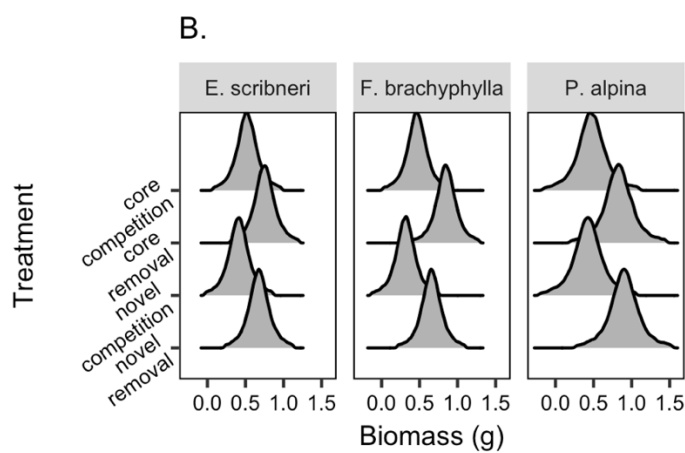 B.
E. scribneri
F. brachyphylla
P. alpina
Treatment
core
competition
core
removal
novel
competition
novel
removal
0.0 0.5 1.0 1.5
0.0 0.5 1.0 1.5
0.0 0.5 1.0 1.5
Biomass (g)